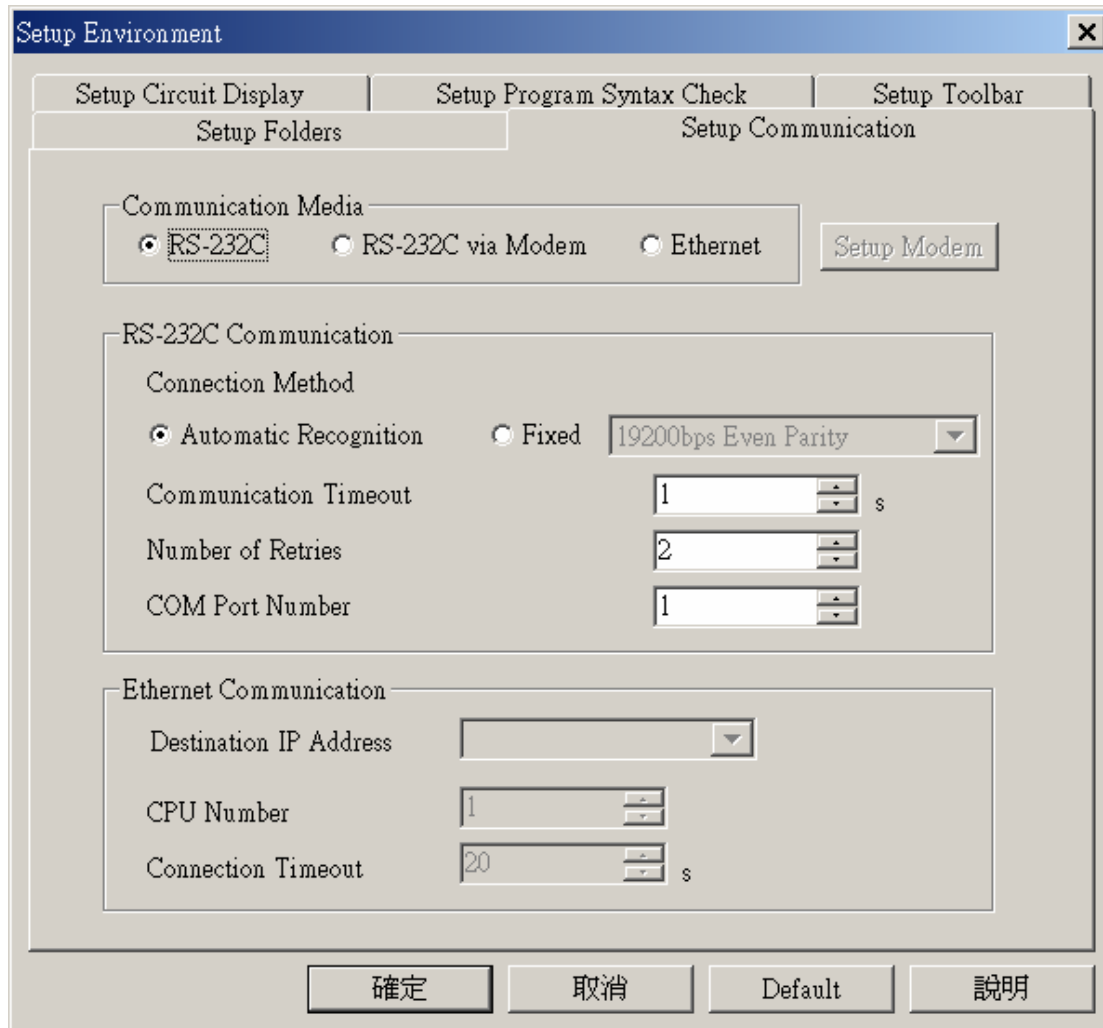 Setup Environment
Setup Circuit Display Setup Program Syntax Check Setup Toolbar
Setup Folders Setup Communication
Communication Media
RS-232C RS-232C via Modem Ethernet Setup Modem
RS-232C Communication
Connection Method
Automatic Recognition Fixed 19200bps Even Parity
Communication Timeout 1 s
Number of Retries 2
COM Port Number 1
Ethernet Communication
Destination IP Address
CPU Number 1
Connection Timeout 20 s
確定 取消 Default 說明